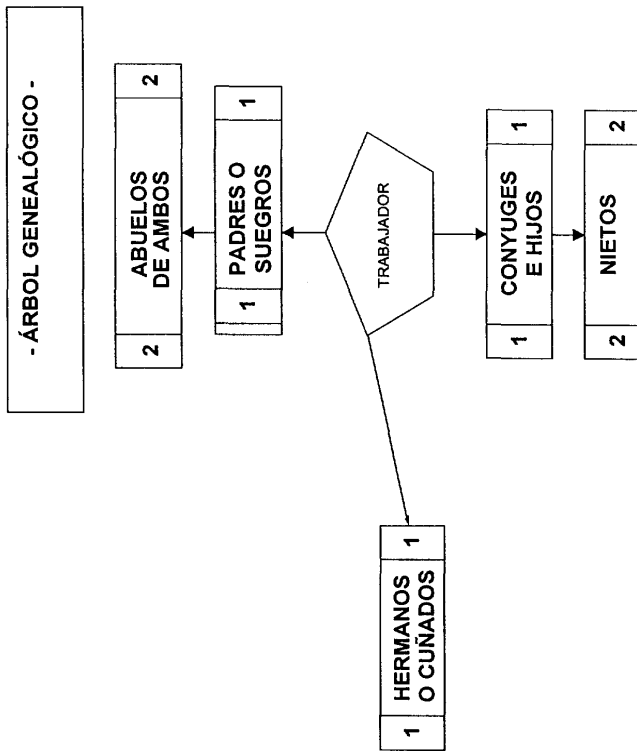 - ÁRBOL GENEALÓGICO -
2 ABUELOS 2
DE AMBOS
1 PADRES O 1
SUEGROS
TRABAJADOR
1 HERMANOS 1
O CUÑADOS
1 CONYUGES 1
E HIJOS
2 NIETOS 2